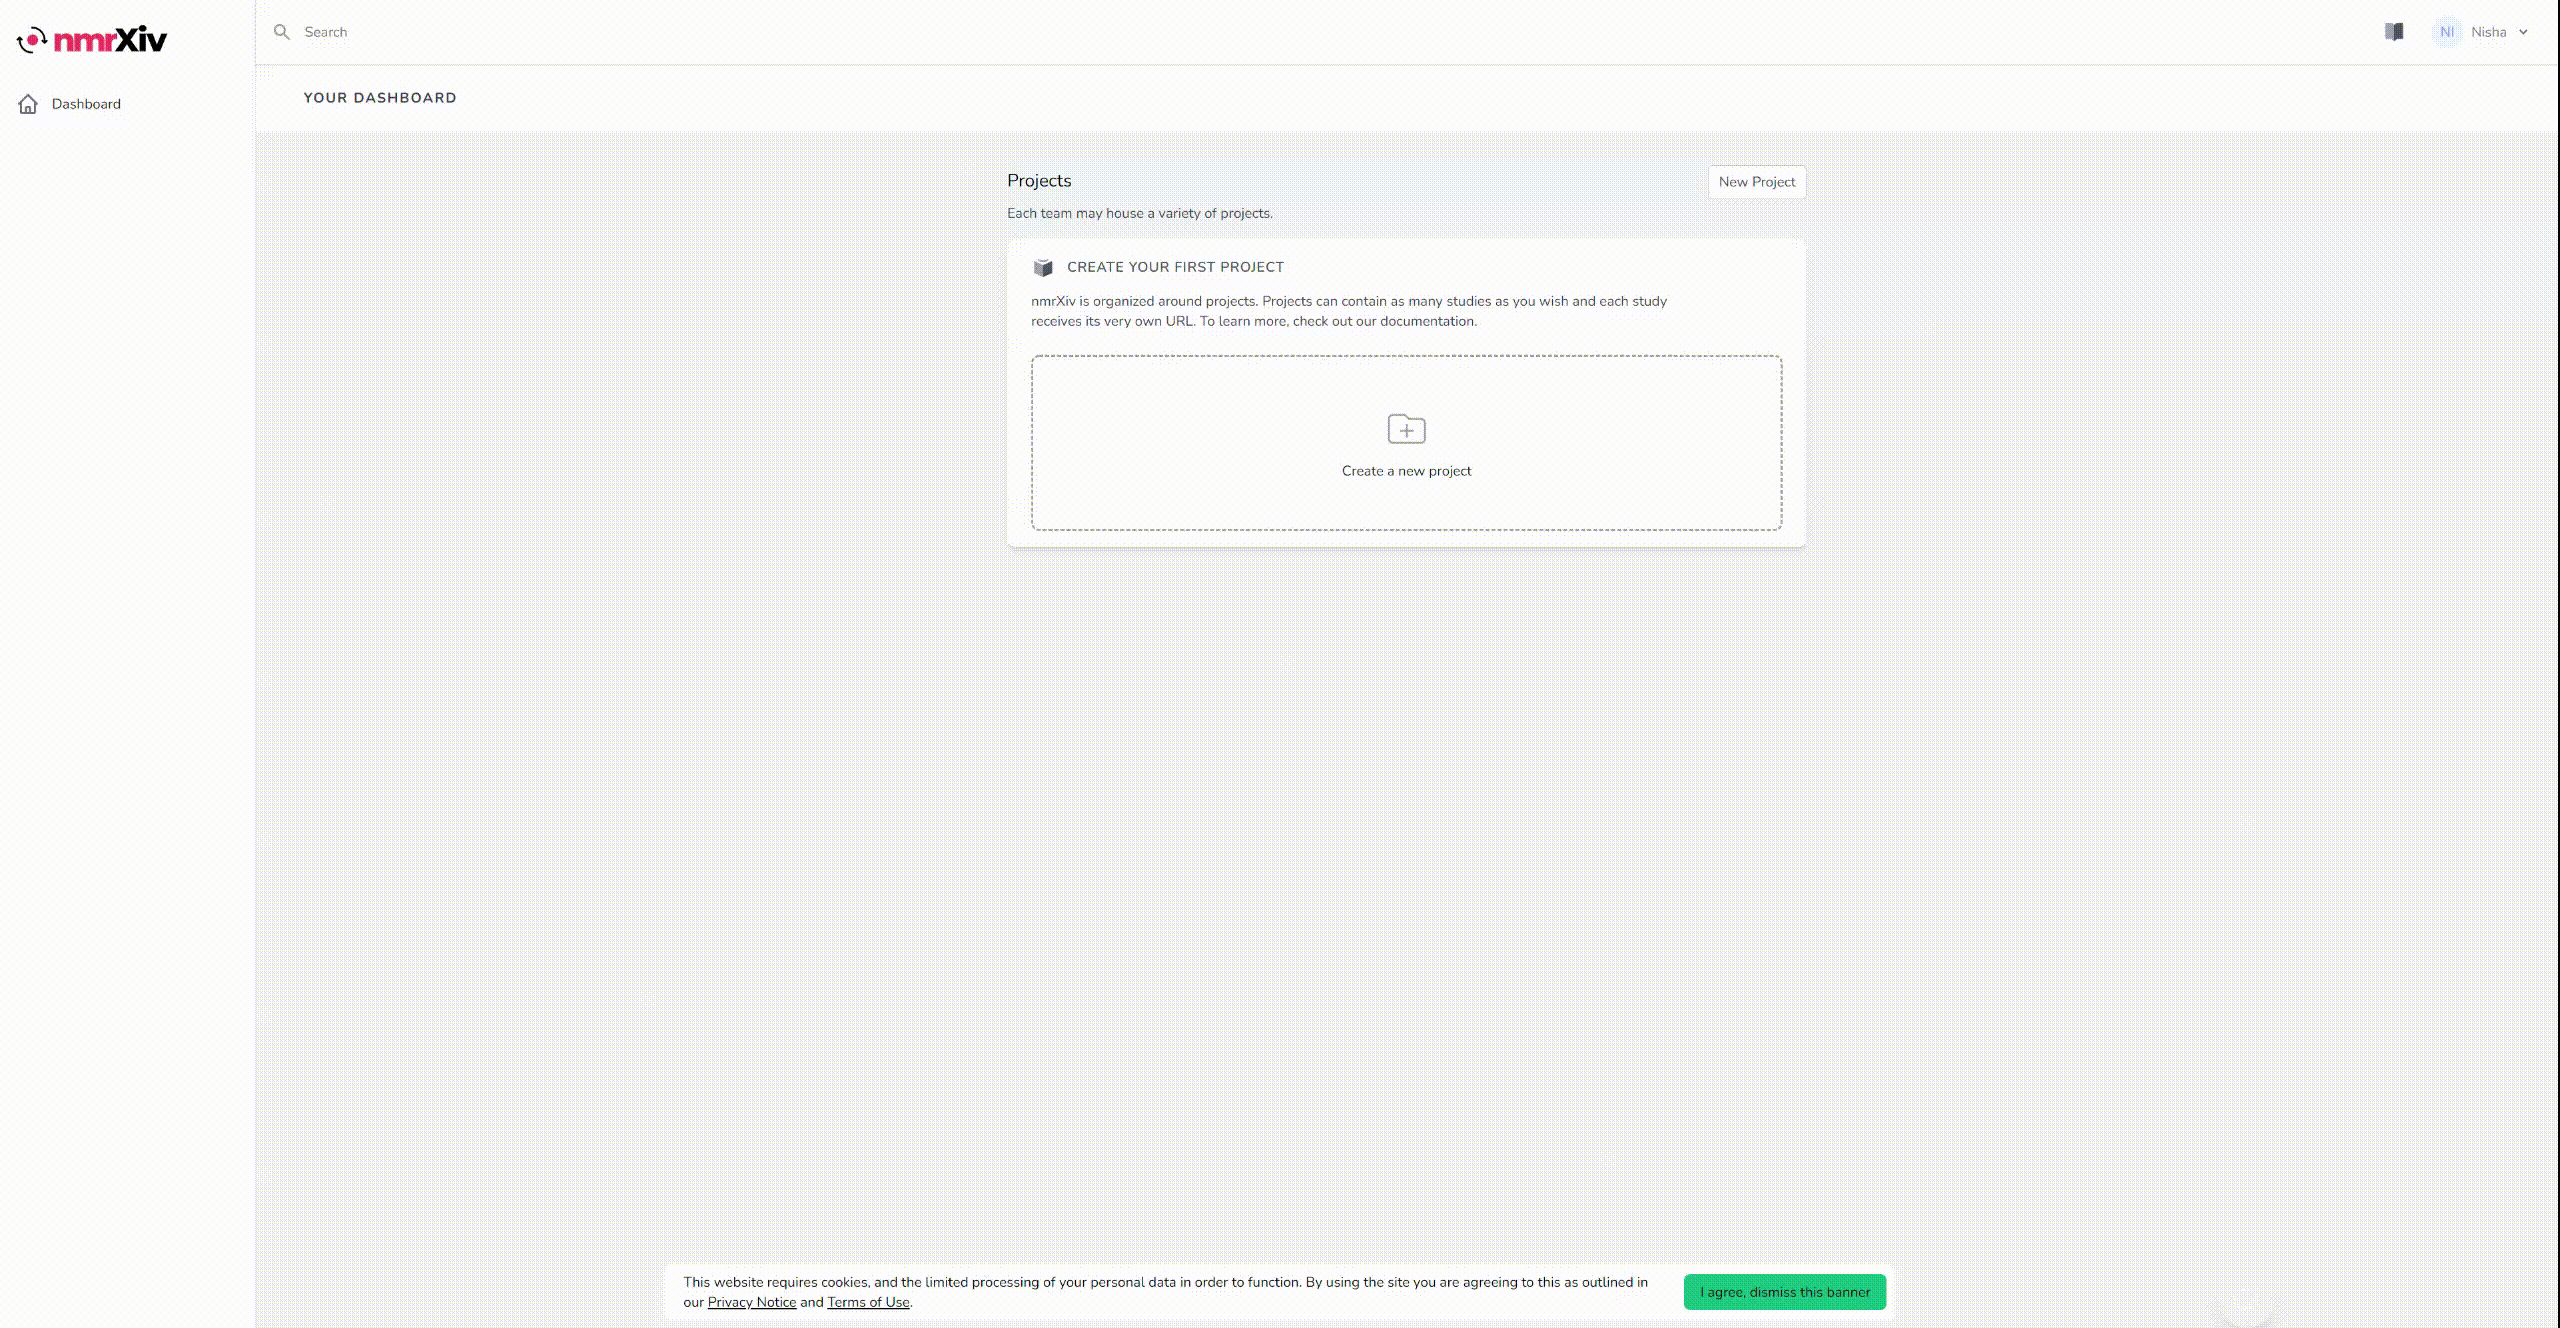 nmrXiv
Search
NI Nisha
Dashboard
YOUR DASHBOARD
Projects
New Project
Each team may house a variety of projects.
CREATE YOUR FIRST PROJECT
nmrXiv is organized around projects. Projects can contain as many studies as you wish and each study
receives its very own URL. To learn more, check out our documentation.
Create a new project
This website requires cookies, and the limited processing of your personal data in order to function. By using the site you are agreeing to this as outlined in
our Privacy Notice and Terms of Use.
I agree, dismiss this banner